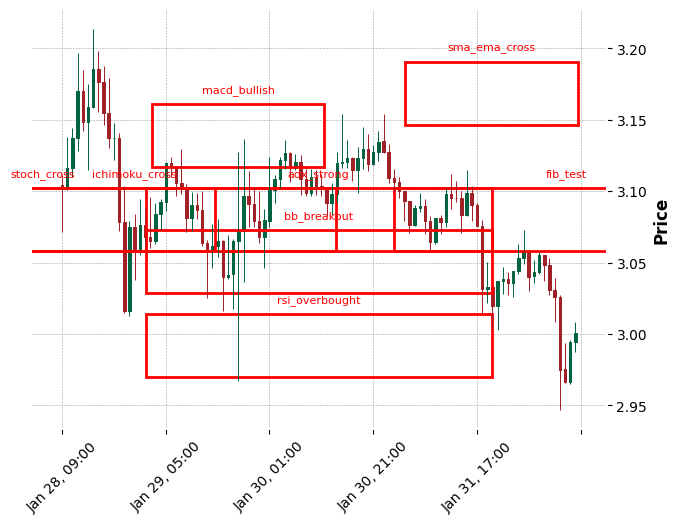 sma_ema_cross
3.20
macd_bullish
3.15
stoch_cross
ichimoku_cross
adx_strong
fib_test
3.10
bb_breakout
3.05
rsi_overbought
3.00
2.95
Price
Jan 28, 09:00
Jan 29, 05:00
Jan 30, 01:00
Jan 30, 21:00
Jan 31, 17:00